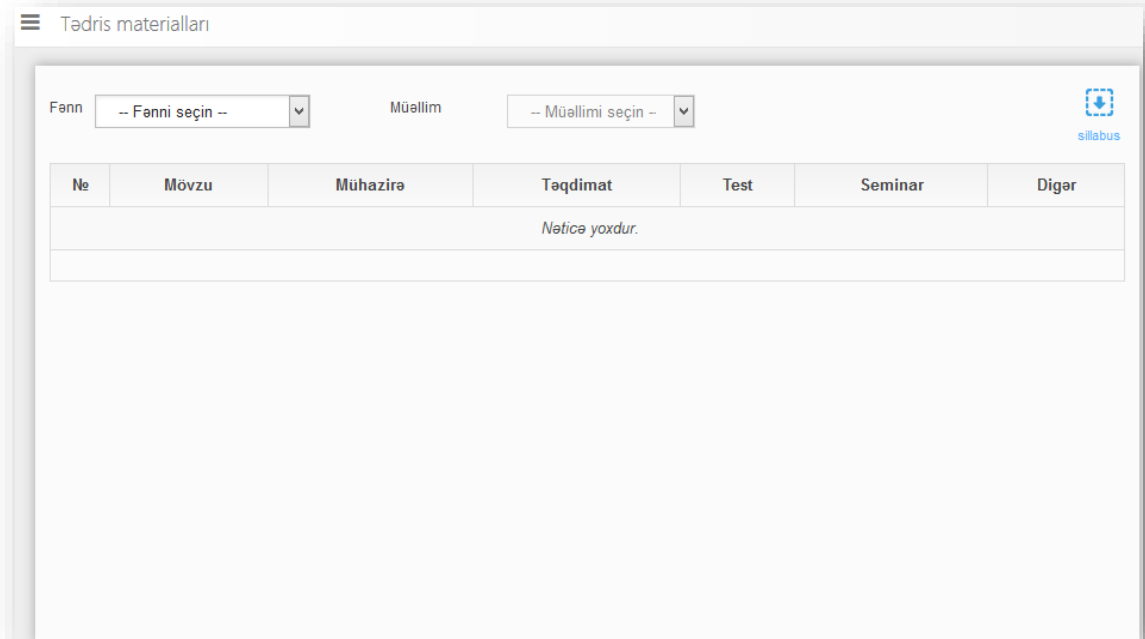 Tədris materialları
Fənn -- Fənni seçin -- Müəllim -- Müəllimi seçin --
sillabus
№ Mövzu Mühazirə Təqdimat Test Seminar Digər
Nəticə yoxdur.